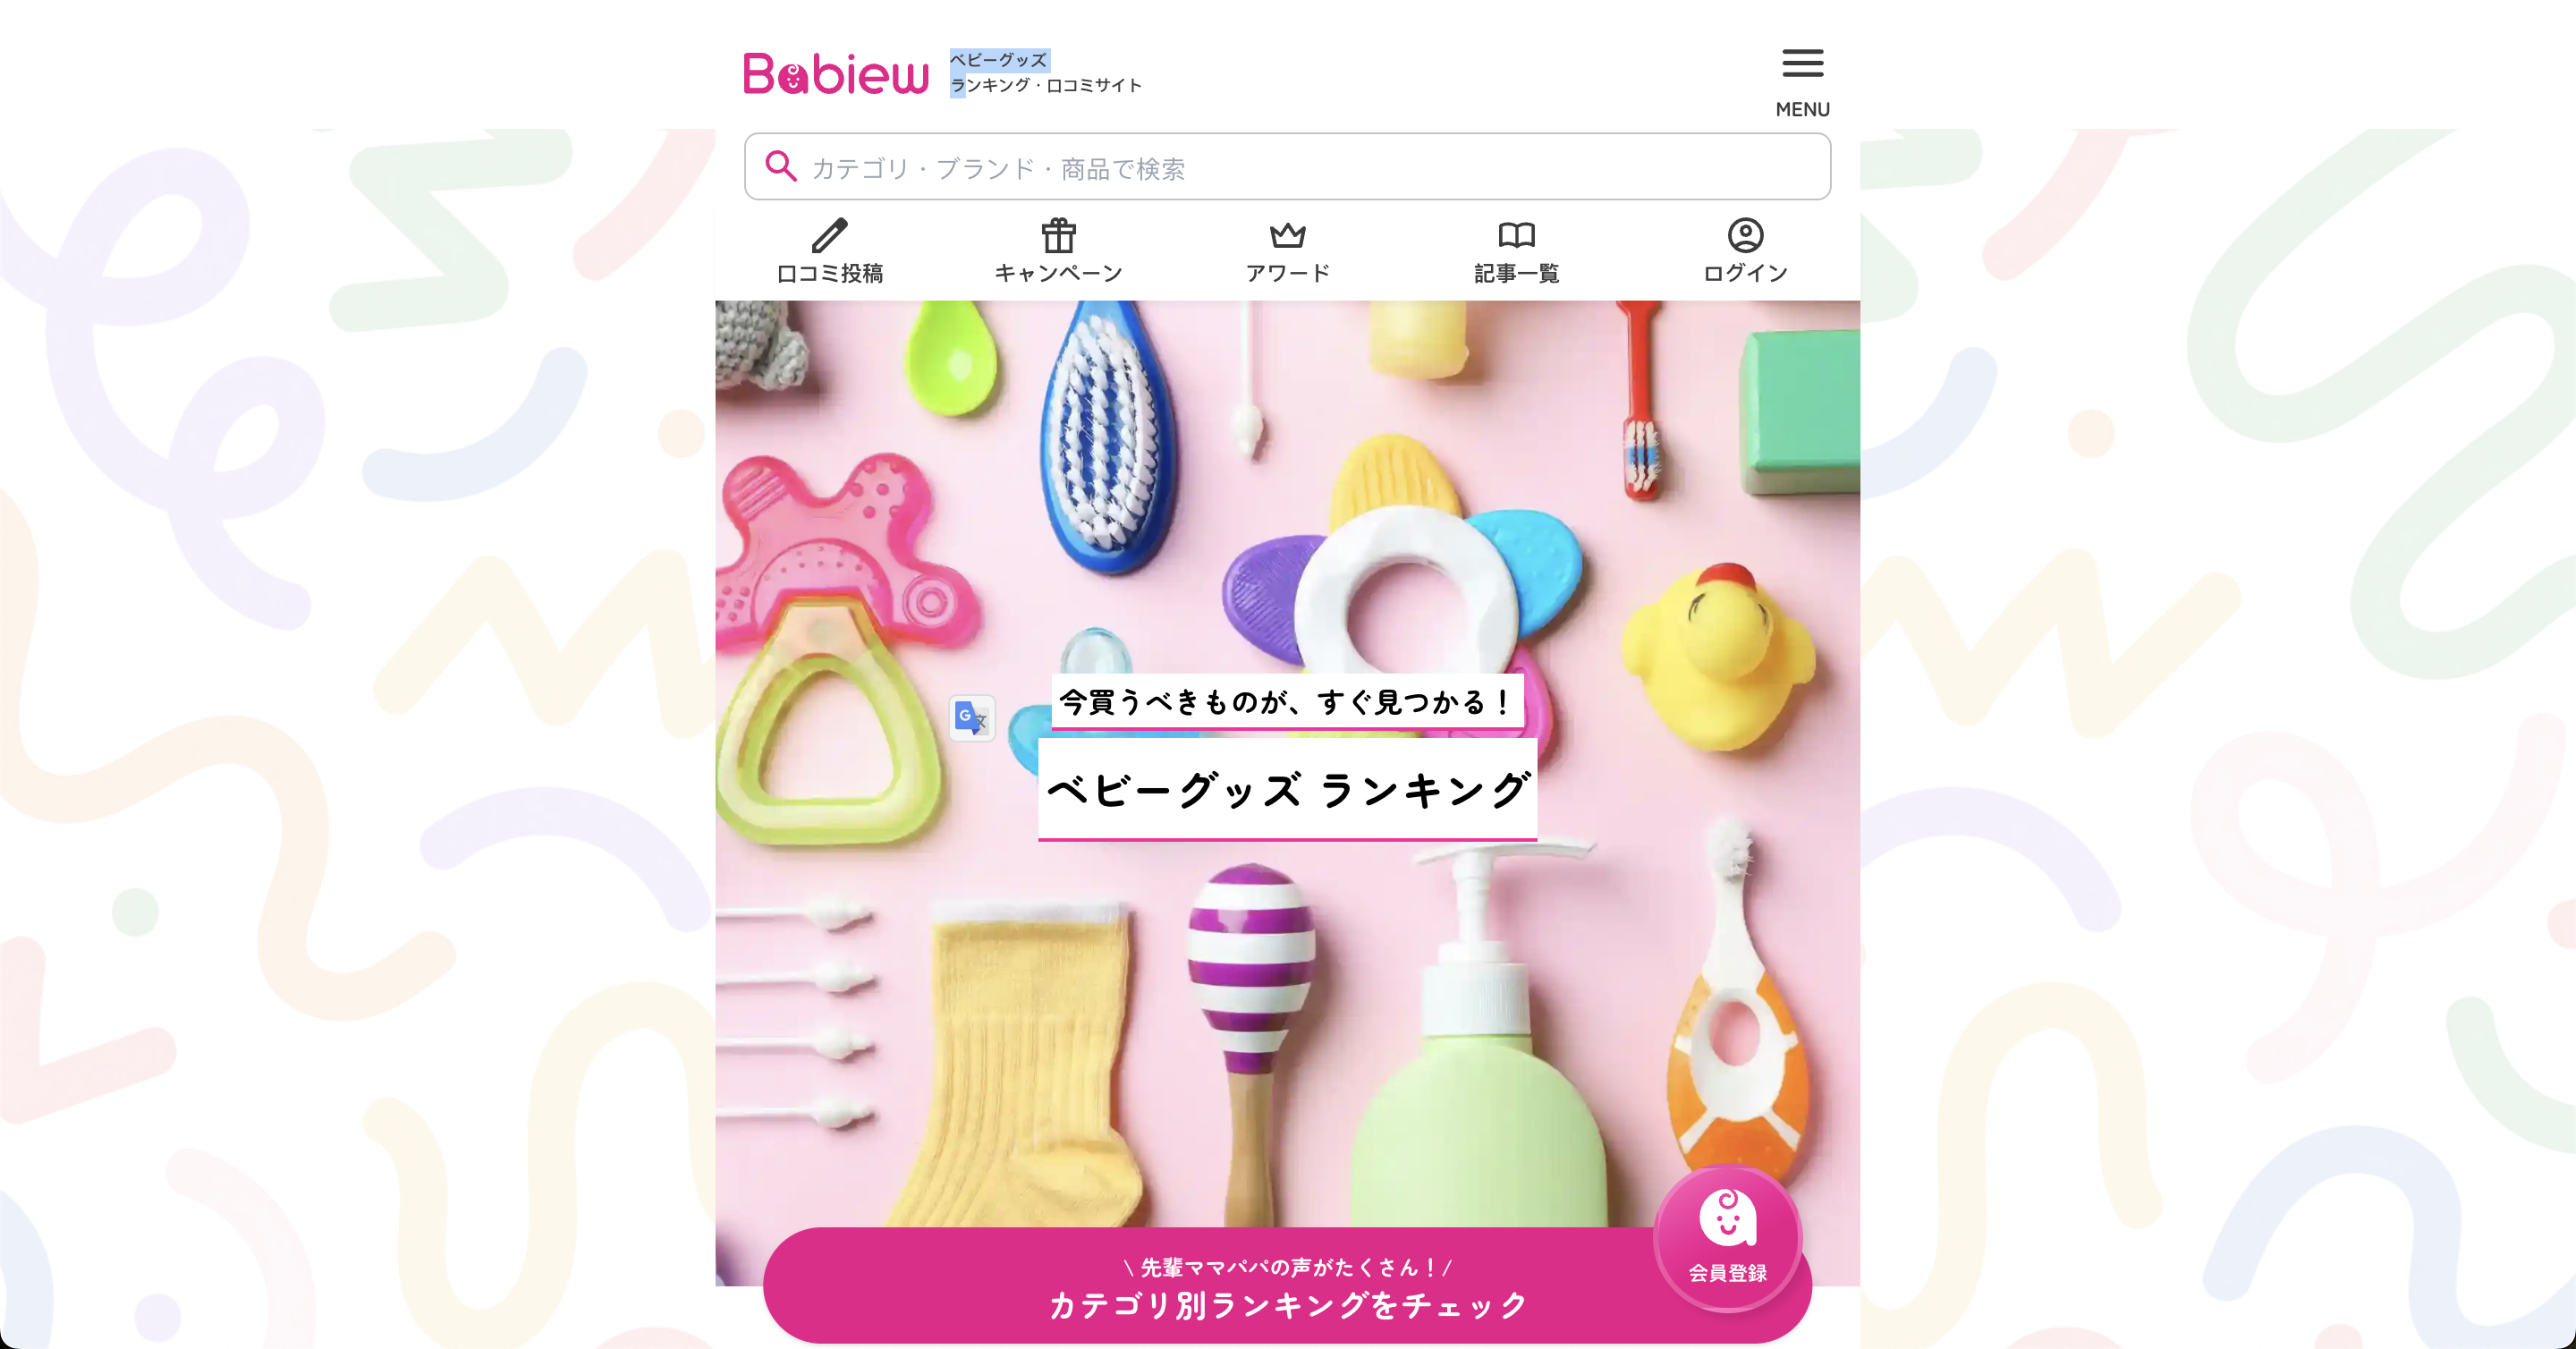 Babiew
ベビーグッズ
ランキング・口コミサイト
MENU
カテゴリ・ブランド・商品で検索
口コミ投稿
キャンペーン
アワード
記事一覧
ログイン
今買うべきものが、すぐ見つかる！
G 文
ベビーグッズ ランキング
\ 先輩ママパパの声がたくさん！/
カテゴリ別ランキングをチェック
会員登録